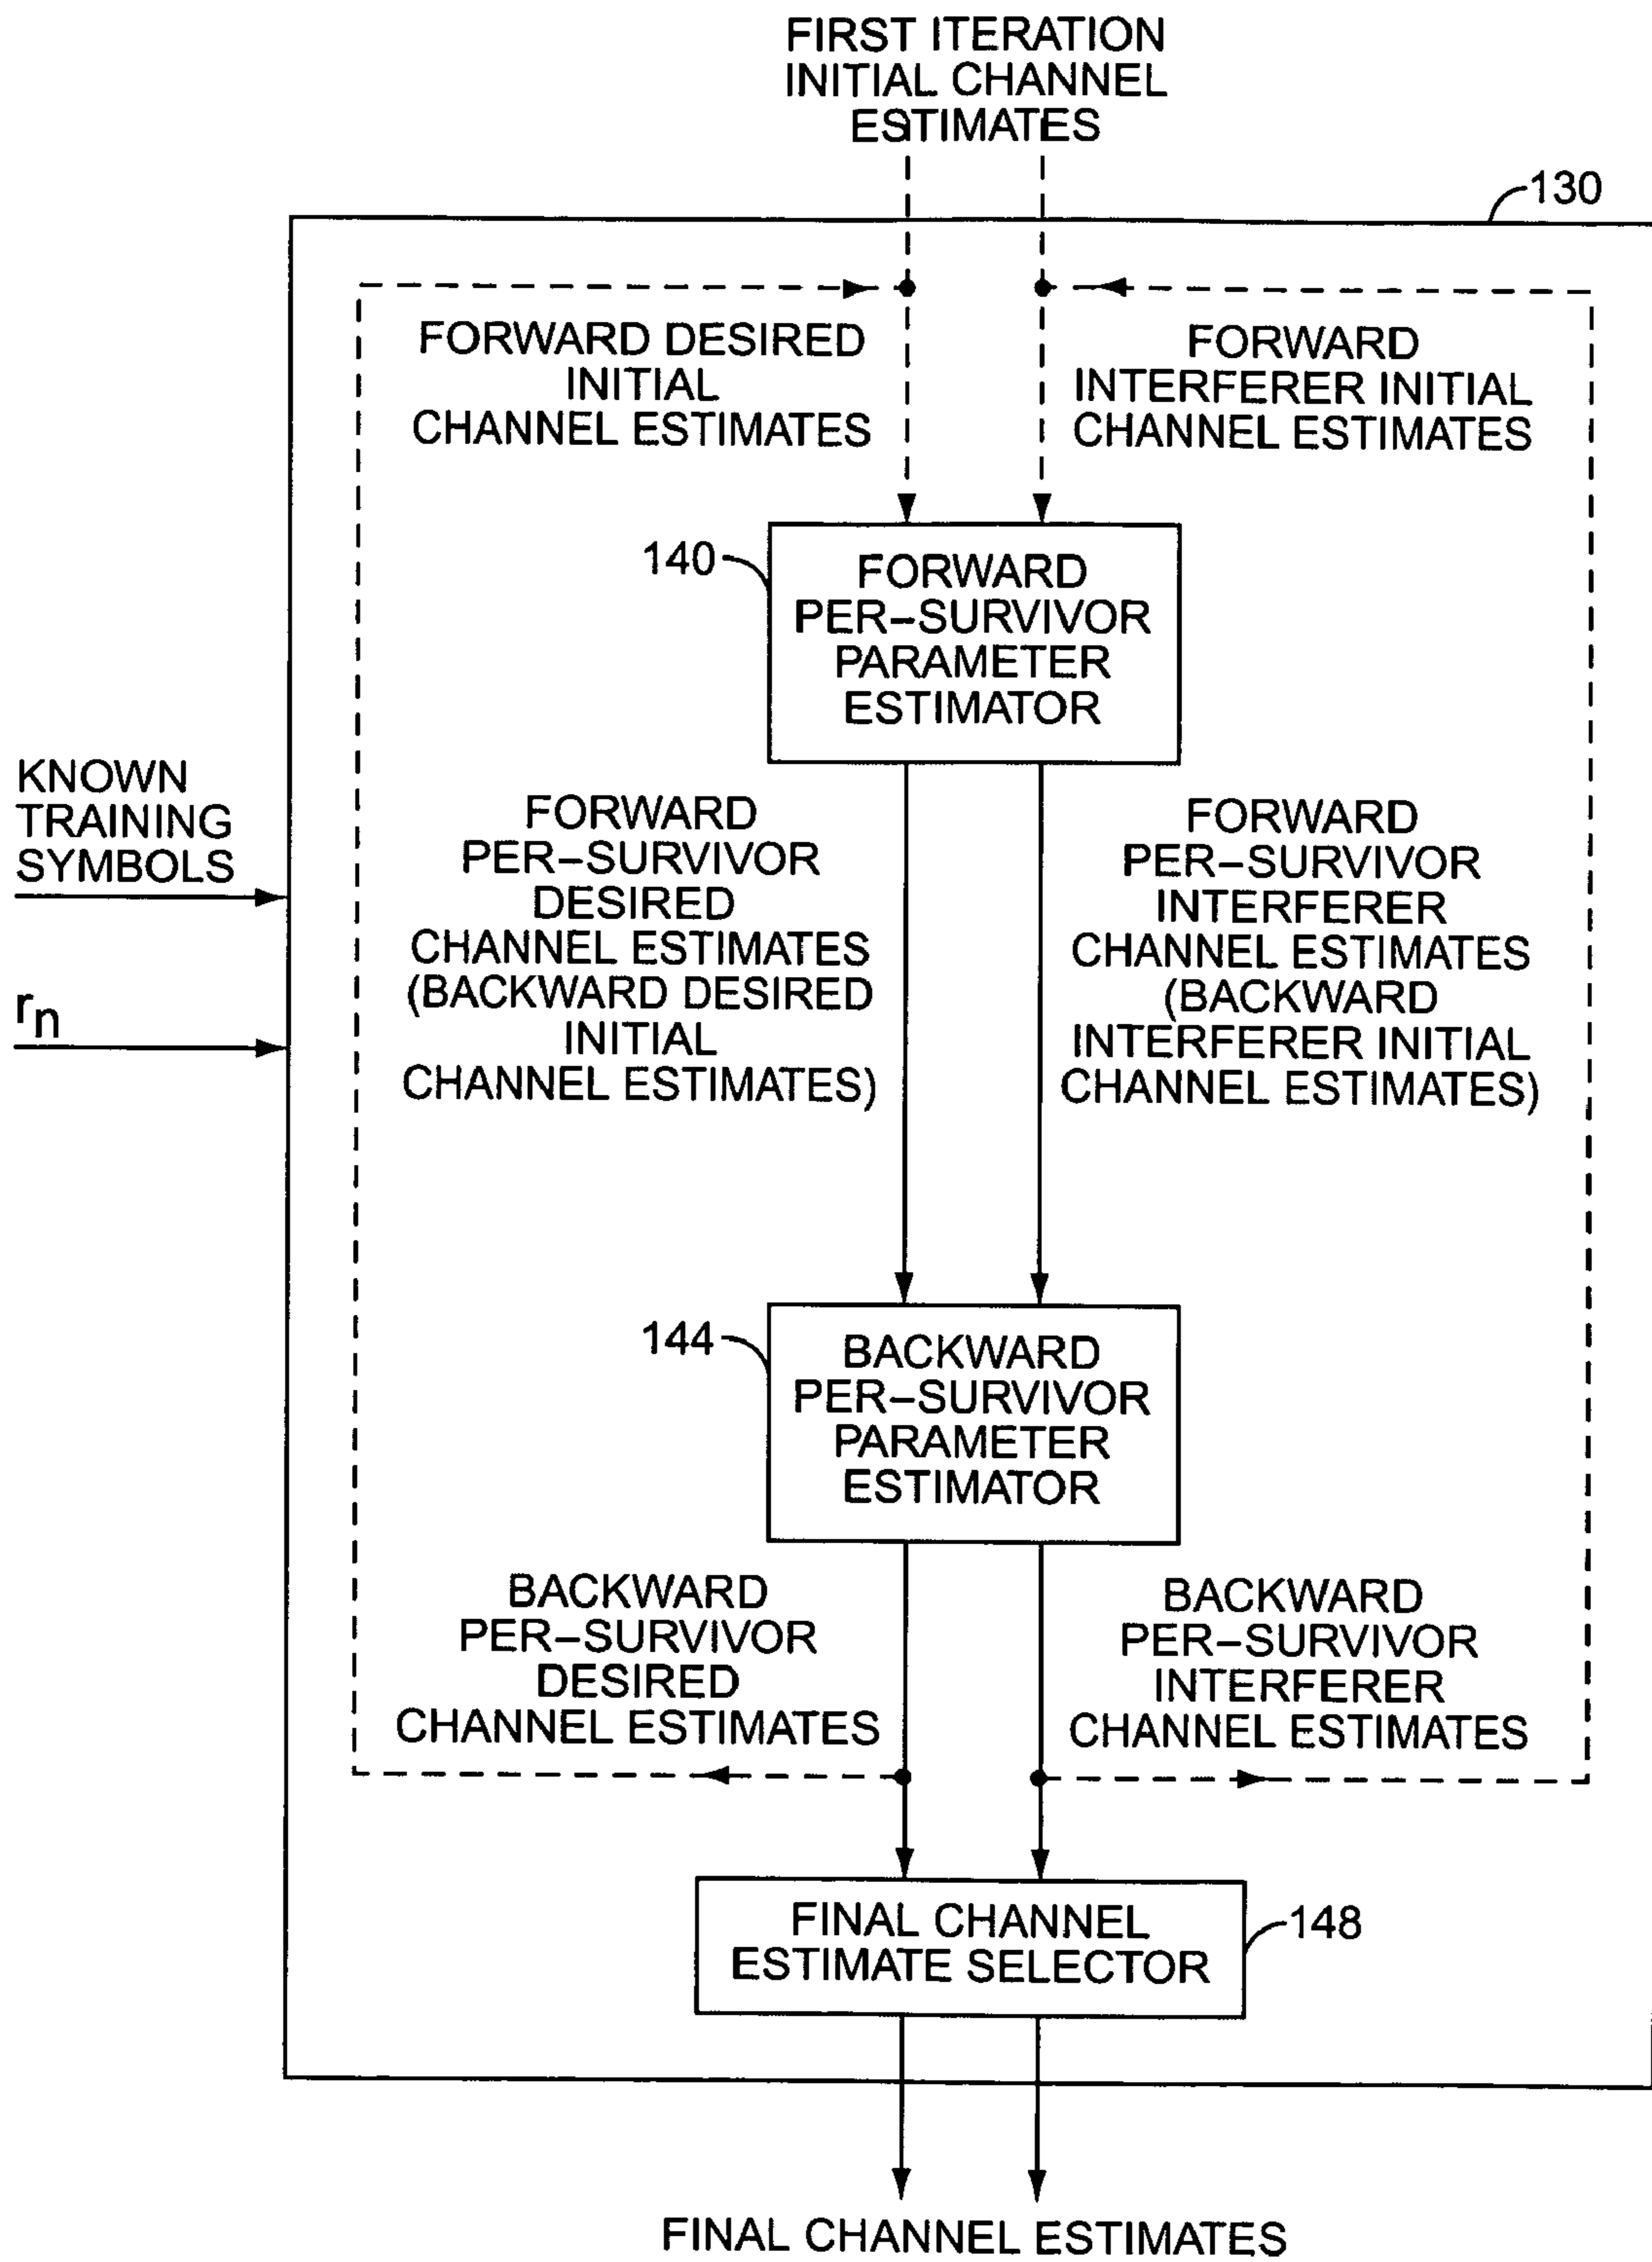 FIRST ITERATION
INITIAL CHANNEL
ESTIMATES
130
FORWARD DESIRED
INITIAL
CHANNEL ESTIMATES
FORWARD
INTERFERER INITIAL
CHANNEL ESTIMATES
140
FORWARD
PER-SURVIVOR
PARAMETER
ESTIMATOR
KNOWN
TRAINING
SYMBOLS
rn
FORWARD
PER-SURVIVOR
DESIRED
CHANNEL ESTIMATES
(BACKWARD DESIRED
INITIAL
CHANNEL ESTIMATES)
FORWARD
PER-SURVIVOR
INTERFERER
CHANNEL ESTIMATES
(BACKWARD
INTERFERER INITIAL
CHANNEL ESTIMATES)
144
BACKWARD
PER-SURVIVOR
PARAMETER
ESTIMATOR
BACKWARD
PER-SURVIVOR
DESIRED
CHANNEL ESTIMATES
BACKWARD
PER-SURVIVOR
INTERFERER
CHANNEL ESTIMATES
FINAL CHANNEL
ESTIMATE SELECTOR
148
FINAL CHANNEL ESTIMATES